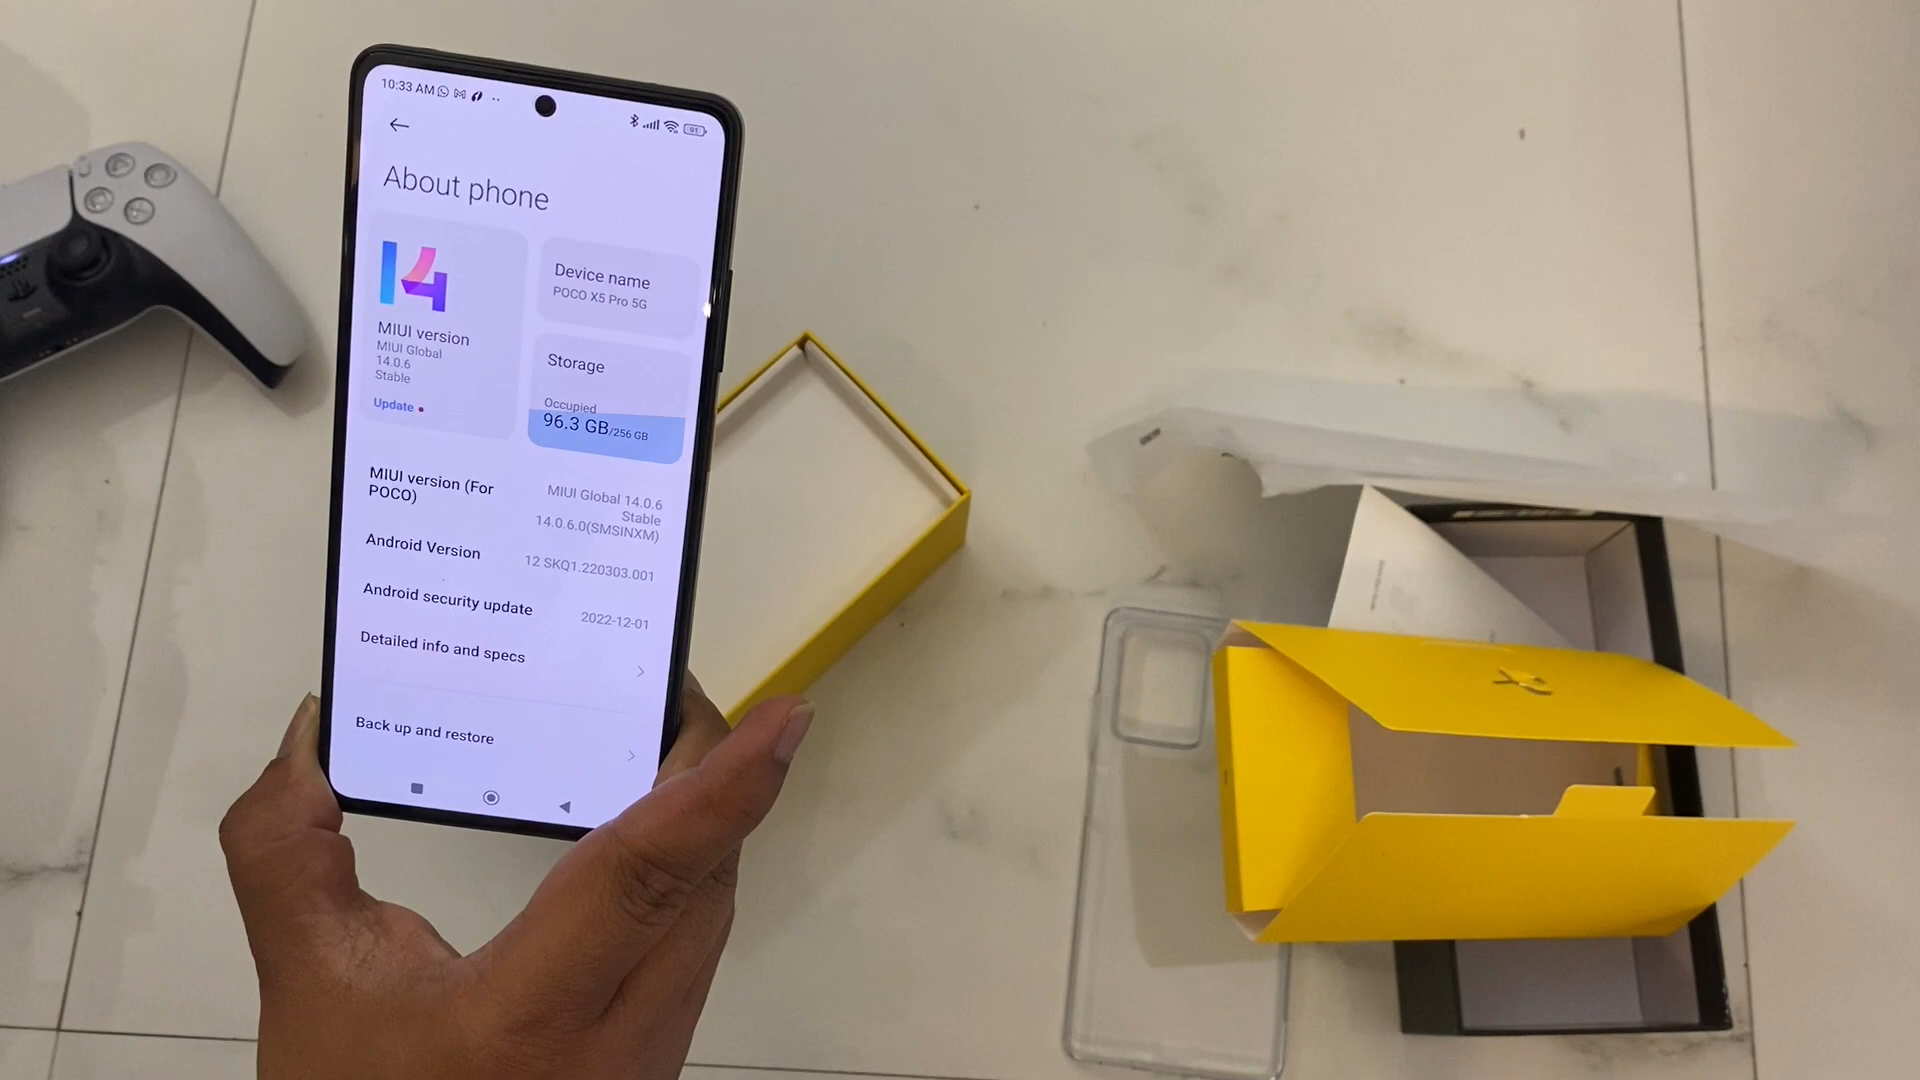 10:33 AM
91
About phone
14
MIUI version
MIUI Global
14.0.6
Stable
Update
Device name
POCO X5 Pro 5G
Storage
Occupied
96.3 GB/256 GB
MIUI version (For
POCO)
MIUI Global 14.0.6
Stable
14.0.6.0(SMSINXM)
Android Version
12 SKQ1.220303.001
Android security update
2022-12-01
Detailed info and specs
Back up and restore